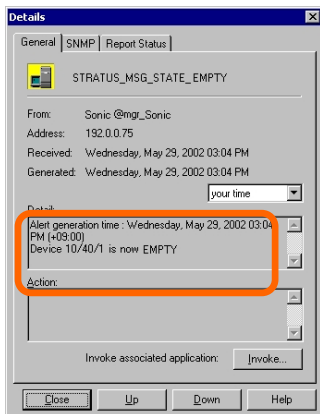 Details
General SNMP Report Status
STRATUS_MSG_STATE_EMPTY
From: Sonic @mgr_Sonic
Address: 192.0.0.75
Received: Wednesday, May 29, 2002 03:04 PM
Generated: Wednesday, May 29, 2002 03:04 PM
your time
Detail:
Alert generation time : Wednesday, May 29, 2002 03:04
PM (+09:00)
Device 10/40/1 is now EMPTY
Action:
Invoke associated application: Invoke...
Close Up Down Help